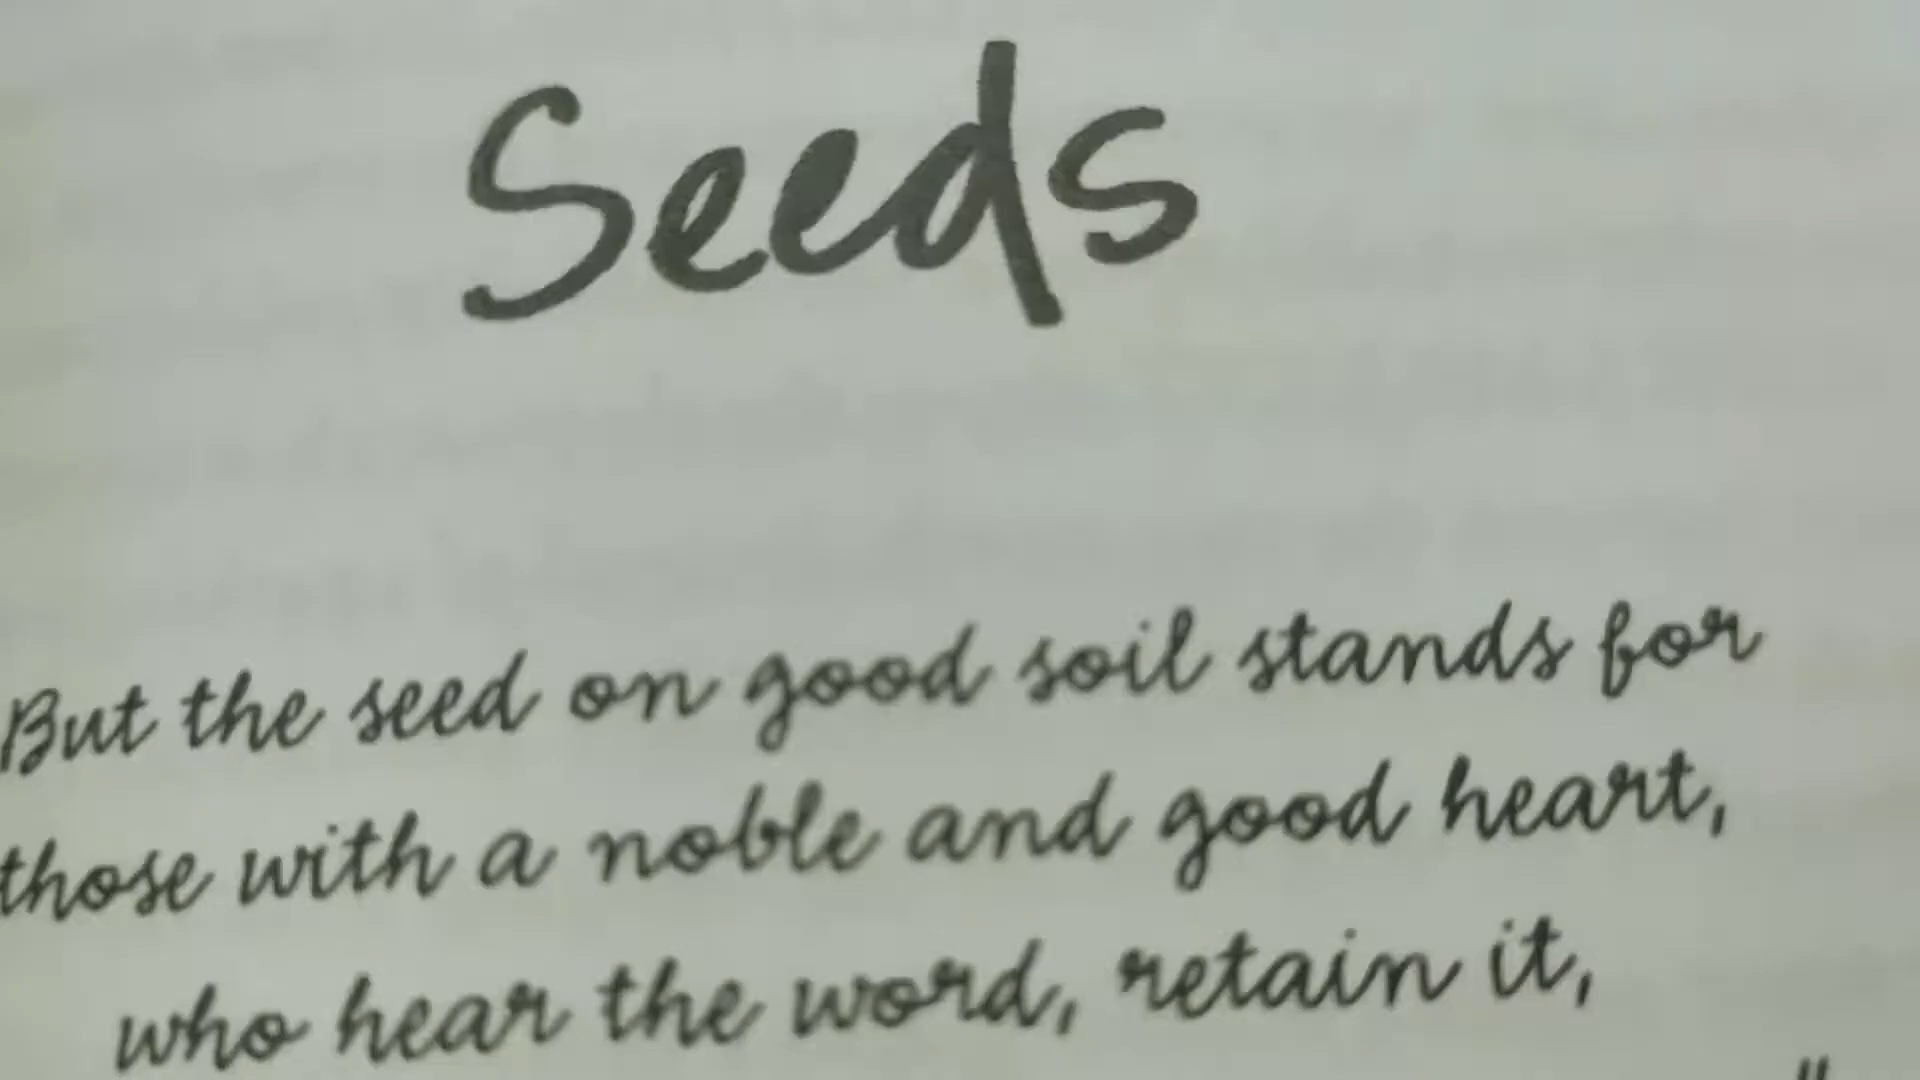 Seeds
But the seed on good soil stands for
those with a noble and good heart,
who hear the word, retain it,